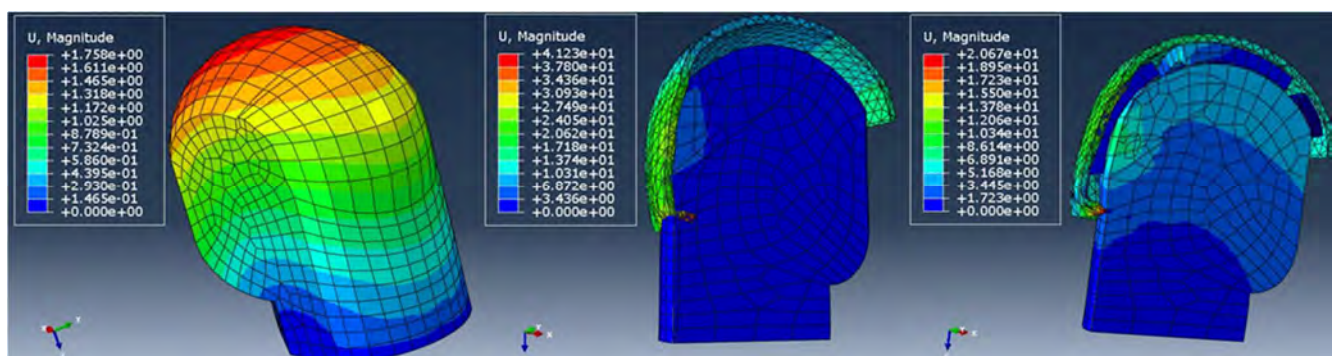 U, Magnitude
+1.758e+00
+1.611e+00
+1.465e+00
+1.318e+00
+1.172e+00
+1.025e+00
+8.789e-01
+7.324e-01
+5.860e-01
+4.395e-01
+2.930e-01
+1.465e-01
+0.000e+00
U, Magnitude
+4.123e+01
+3.780e+01
+3.436e+01
+3.093e+01
+2.749e+01
+2.405e+01
+2.062e+01
+1.718e+01
+1.374e+01
+1.031e+01
+6.872e+00
+3.436e+00
+0.000e+00
U, Magnitude
+2.067e+01
+1.895e+01
+1.723e+01
+1.550e+01
+1.378e+01
+1.206e+01
+1.034e+01
+8.614e+00
+6.891e+00
+5.168e+00
+3.445e+00
+1.723e+00
+0.000e+00